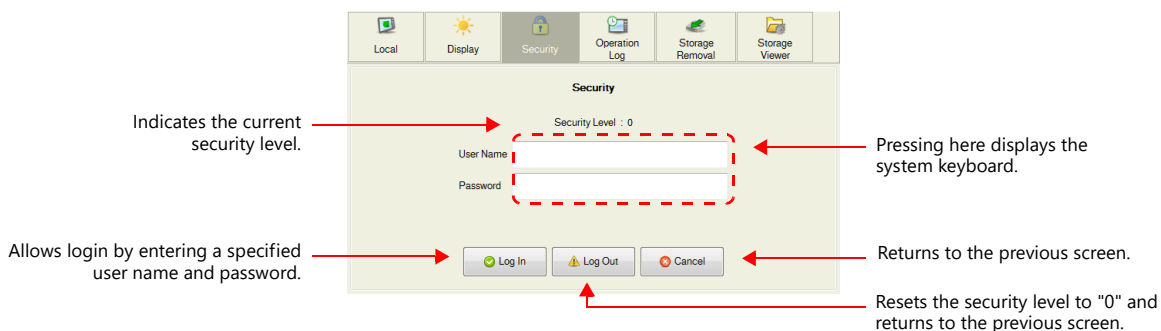 Local
Display
Security
Operation
Log
Storage
Removal
Storage
Viewer
Security
Security Level : 0
Indicates the current
security level.
User Name
Pressing here displays the
system keyboard.
Password
Allows login by entering a specified
user name and password.
Log In
Log Out
Cancel
Returns to the previous screen.
Resets the security level to "0" and
returns to the previous screen.